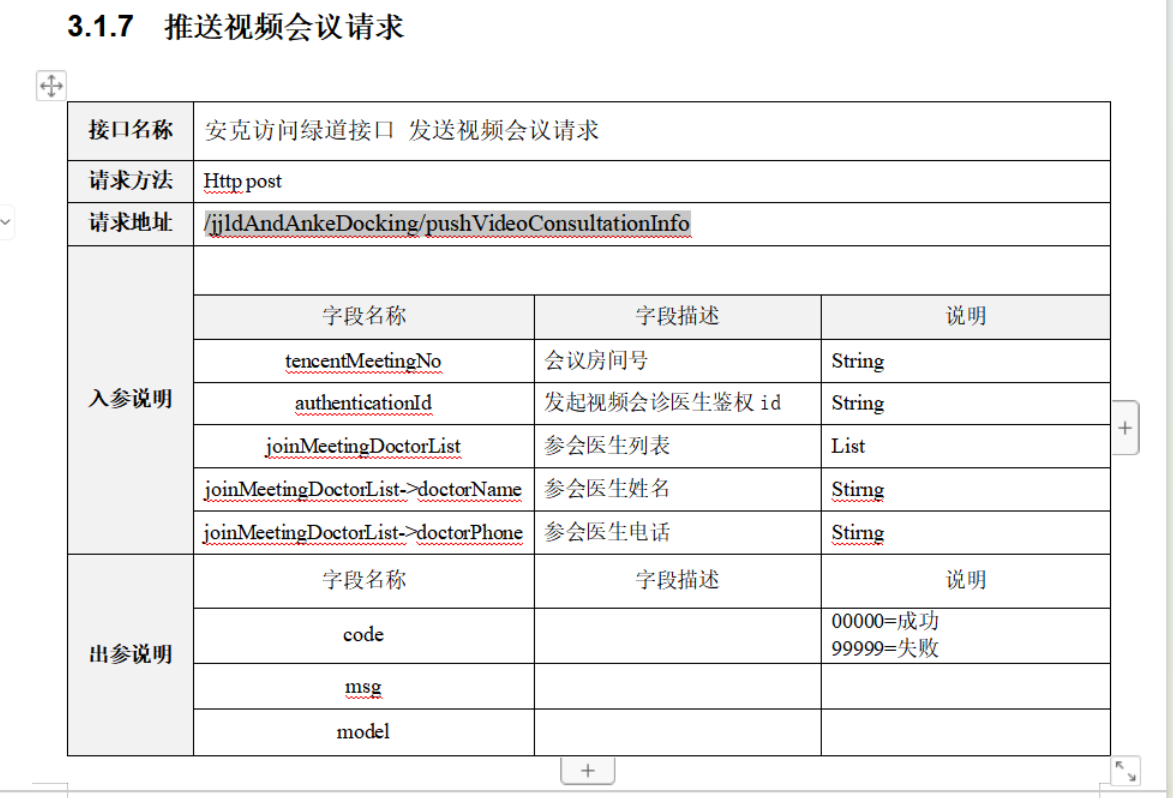 3.1.7 推送视频会议请求
接口名称 安克访问绿道接口 发送视频会议请求
请求方法 Http post
请求地址 /jjldAndAnkeDocking/pushVideoConsultationInfo
入参说明
字段名称 字段描述 说明
tencentMeetingNo 会议房间号 String
authenticationId 发起视频会诊医生鉴权 id String
joinMeetingDoctorList 参会医生列表 List
joinMeetingDoctorList->doctorName 参会医生姓名 Stirng
joinMeetingDoctorList->doctorPhone 参会医生电话 Stirng
出参说明
字段名称 字段描述 说明
code 00000=成功
99999=失败
msg
model